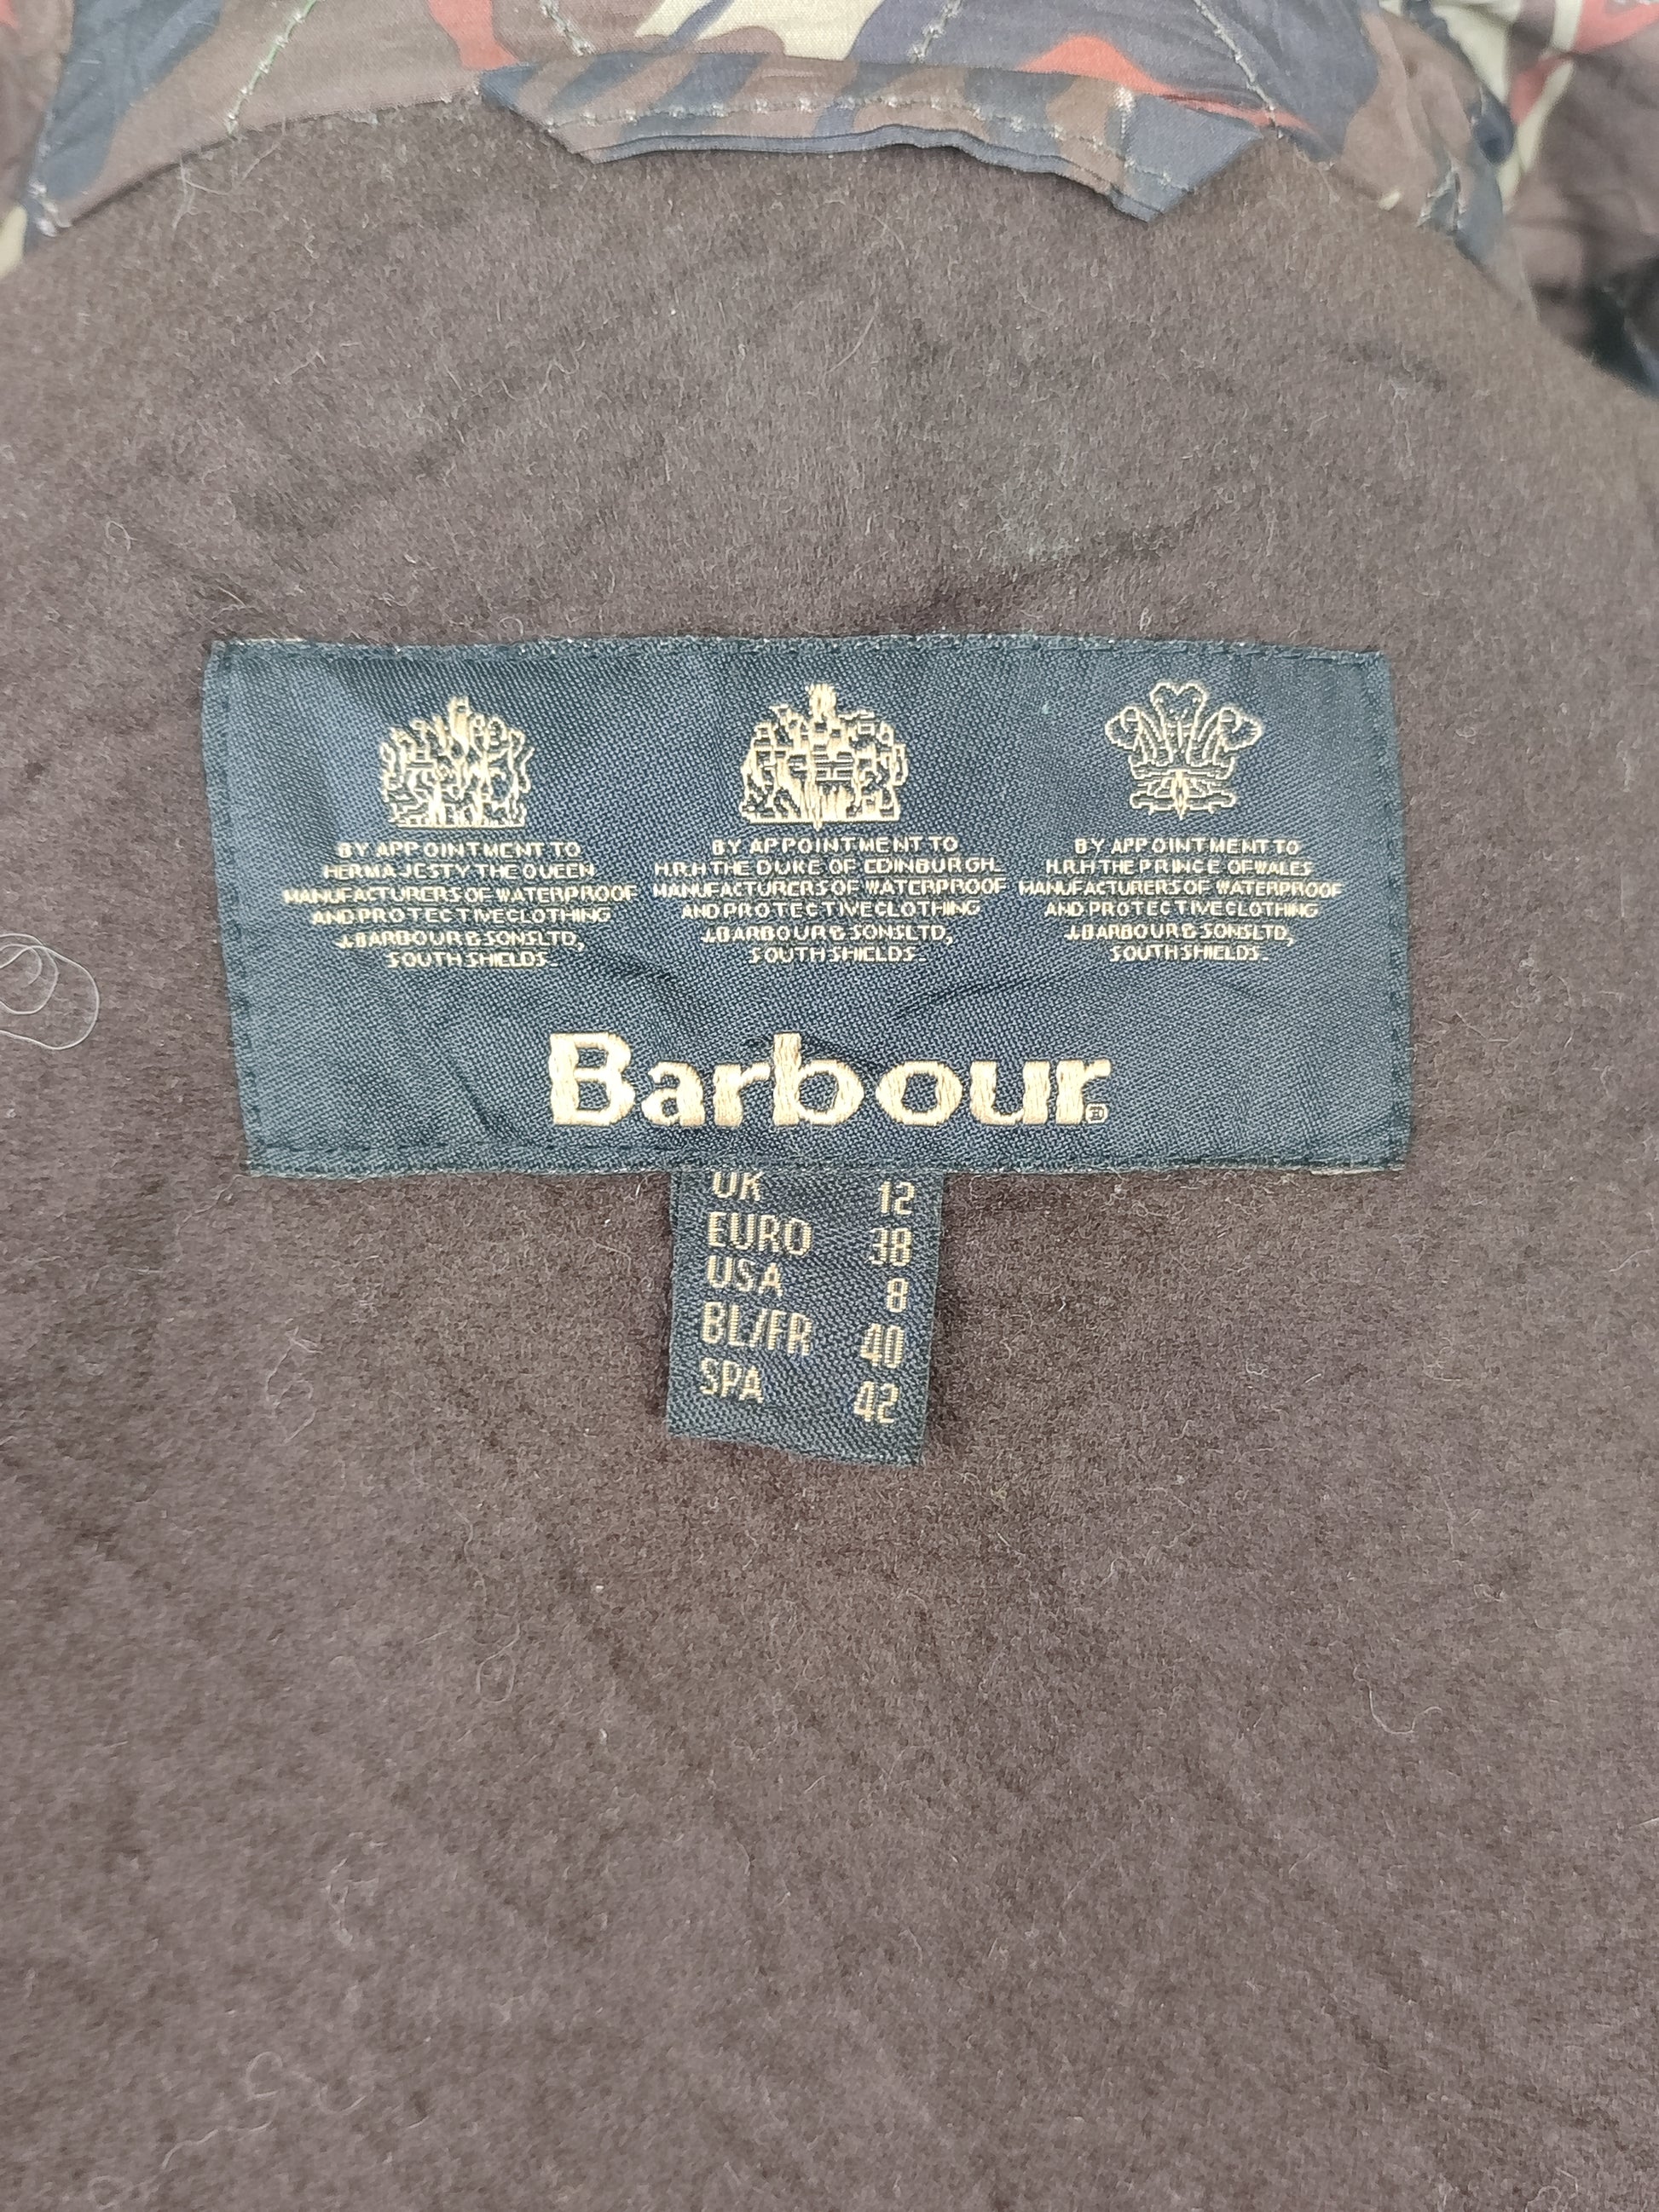 BY APPOINTMENT TO
HER MAJESTY THE QUEEN
MANUFACTURERS OF WATERPROOF
AND PROTECTIVE CLOTHING
J.BARBOUR & SONS LTD,
SOUTH SHIELDS.
BY APPOINTMENT TO
H.R.H THE DUKE OF EDINBURGH
MANUFACTURERS OF WATERPROOF
AND PROTECTIVE CLOTHING
J.BARBOUR & SONS LTD,
SOUTH SHIELDS.
BY APPOINTMENT TO
H.R.H THE PRINCE OF WALES
MANUFACTURERS OF WATERPROOF
AND PROTECTIVE CLOTHING
J.BARBOUR & SONS LTD,
SOUTH SHIELDS.
Barbour®
UK 12
EURO 38
USA 8
BL/FR 40
SPA 42